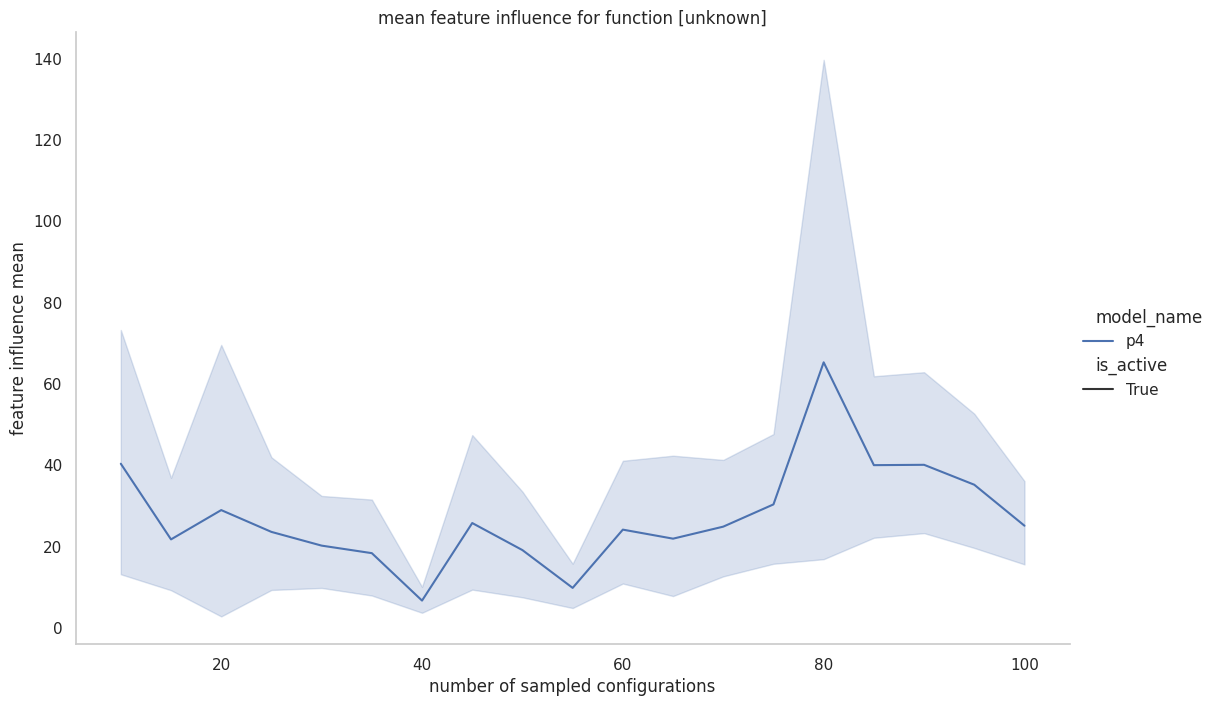 mean feature influence for function [unknown]
140
120
100
80
60
40
20
0
feature influence mean
20 40 60 80 100
number of sampled configurations
model_name
p4
is_active
True